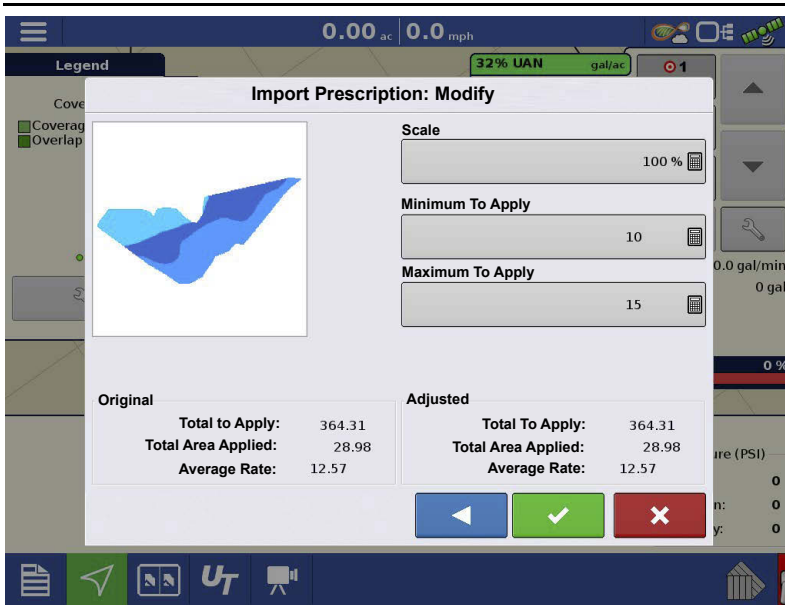 0.00 ac 0.0 mph
Legend
32% UAN gal/ac
1
Import Prescription: Modify
Cove
Coverag
Overlap
Scale
100 %
Minimum To Apply
10
Maximum To Apply
15
0.0 gal/min
0 gal
0 %
Original
Total to Apply: 364.31
Total Area Applied: 28.98
Average Rate: 12.57
Adjusted
Total To Apply: 364.31
Total Area Applied: 28.98
Average Rate: 12.57
ure (PSI)
0
n: 0
y: 0
UT